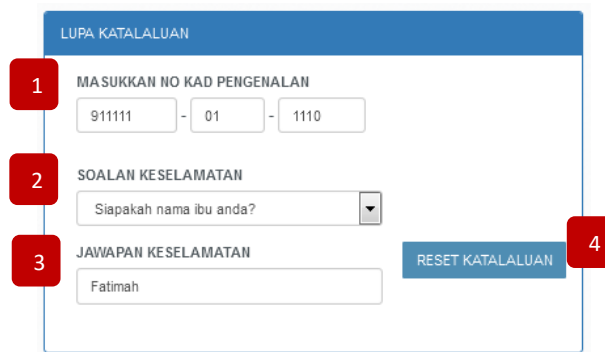 LUPA KATALALUAN
1
MASUKKAN NO KAD PENGENALAN
911111 - 01 - 1110
2
SOALAN KESELAMATAN
Siapakah nama ibu anda?
3
JAWAPAN KESELAMATAN
Fatimah
RESET KATALALUAN
4